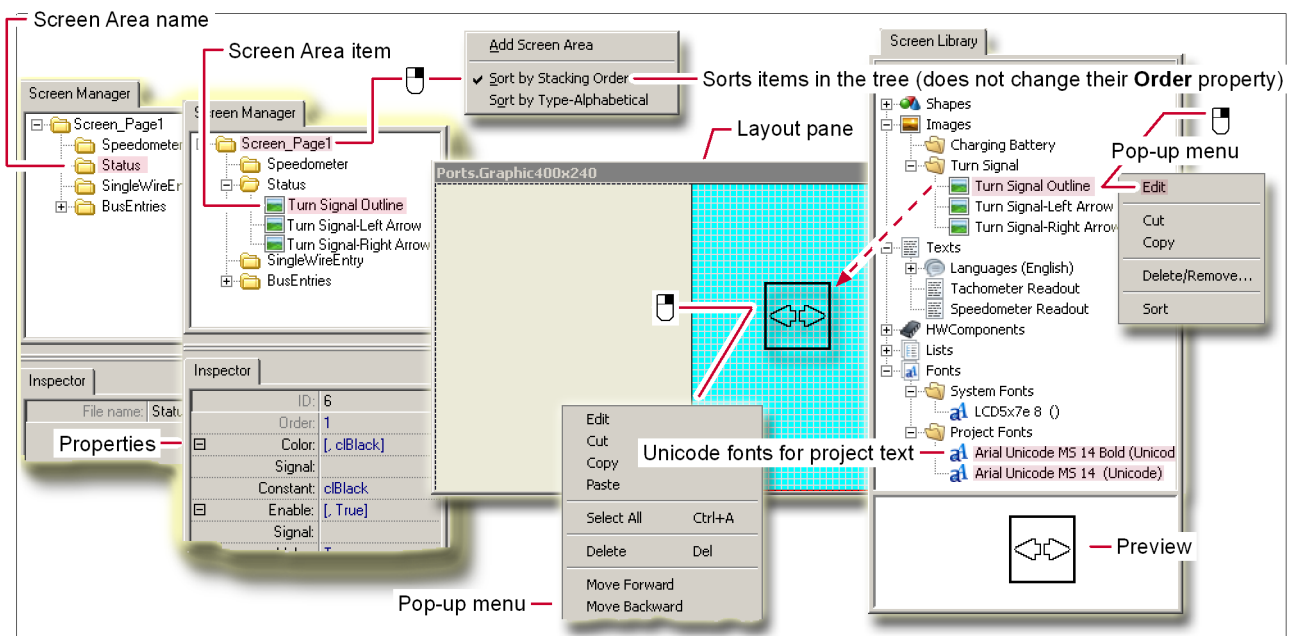 Screen Area name
Screen Area item
Add Screen Area
Sort by Stacking Order
Sort by Type-Alphabetical
Sorts items in the tree (does not change their Order property)
Screen Manager
Screen_Page1
Speedometer
Status
SingleWireEn
BusEntries
Inspector
File name: Statu
Properties
Screen Manager
Screen_Page1
Speedometer
Status
Turn Signal Outline
Turn Signal-Left Arrow
Turn Signal-Right Arrow
SingleWireEntry
BusEntries
Inspector
ID: 6
Order: 1
Color: [, clBlack]
Signal:
Constant: clBlack
Enable: [, True]
Signal:
Layout pane
Ports.Graphic400x240
Edit
Cut
Copy
Paste
Select All Ctrl+A
Delete Del
Move Forward
Move Backward
Pop-up menu
Screen Library
Shapes
Images
Charging Battery
Turn Signal
Turn Signal Outline
Turn Signal-Left Arrow
Turn Signal-Right Arrow
Texts
Languages (English)
Tachometer Readout
Speedometer Readout
HWComponents
Lists
Fonts
System Fonts
LCD5x7e 8 ()
Project Fonts
Arial Unicode MS 14 Bold (Unicod
Arial Unicode MS 14 (Unicode)
Unicode fonts for project text
Pop-up menu
Edit
Cut
Copy
Delete/Remove...
Sort
Preview